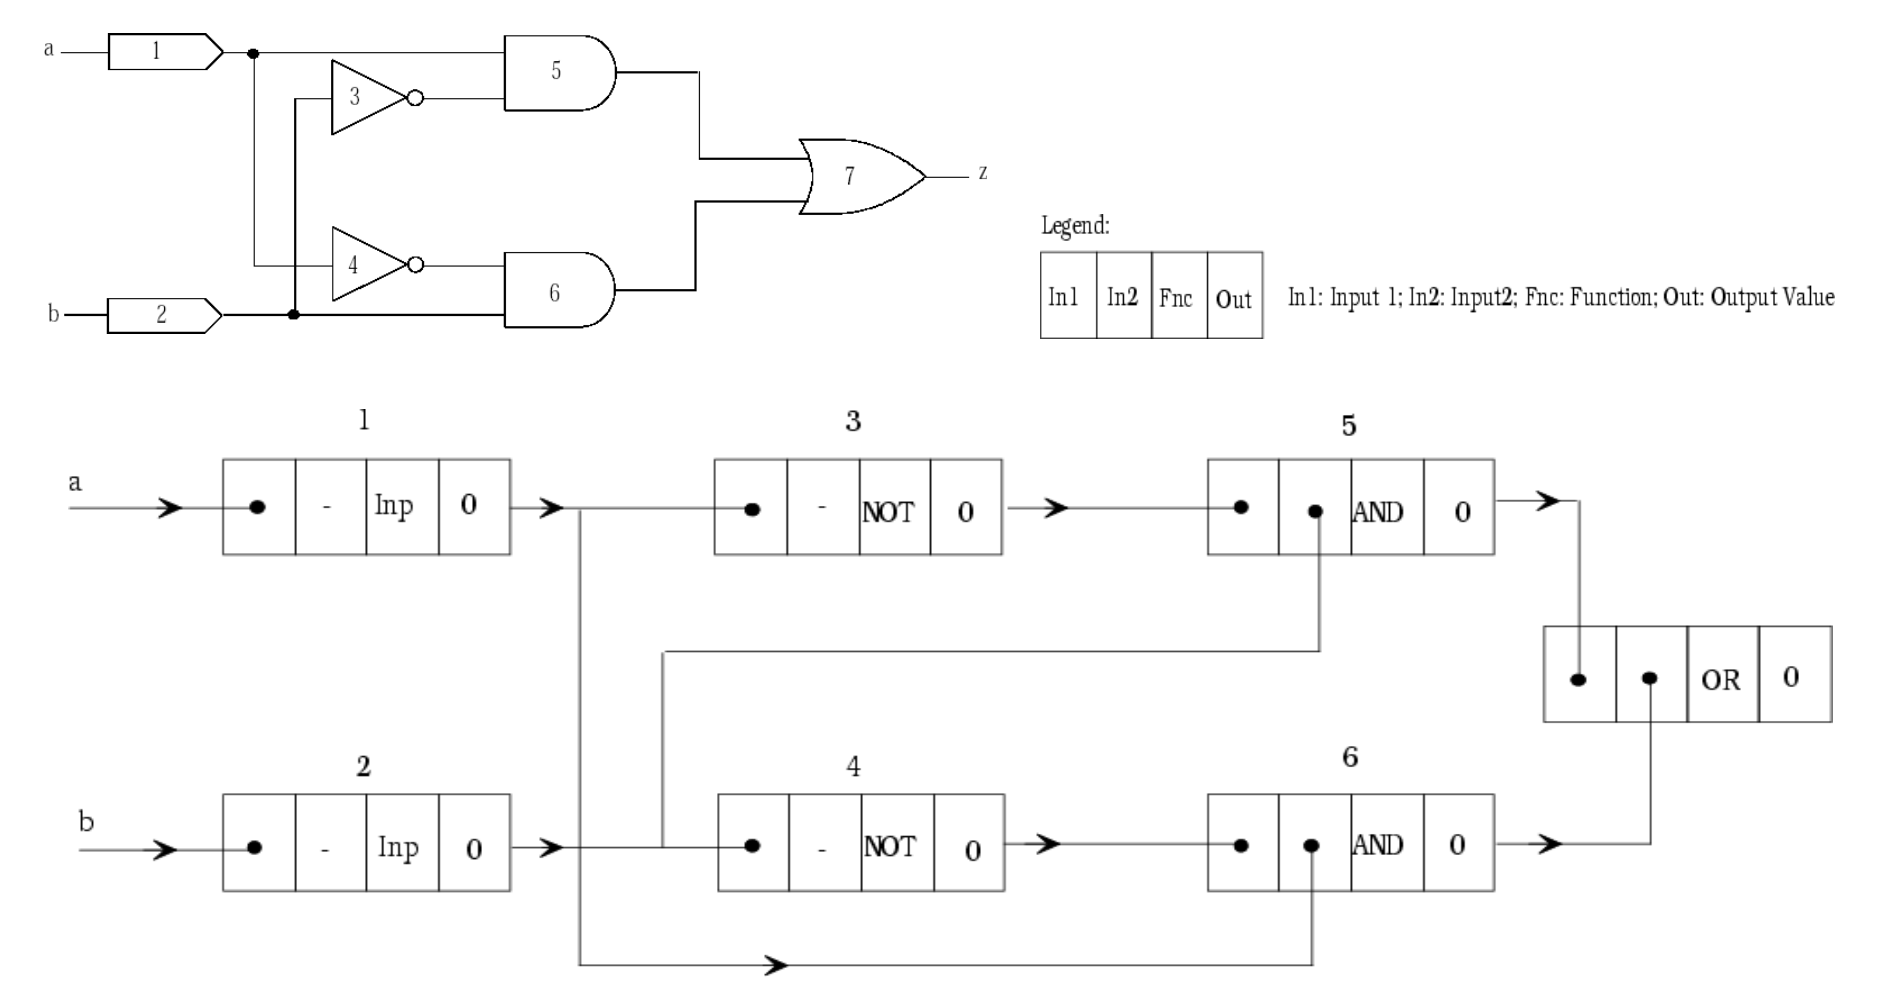 a 1 5
3
7 z
4 6
b 2
Legend:
In1 In2 Fnc Out In1: Input 1; In2: Input2; Fnc: Function; Out: Output Value
1 3 5
a - Inp 0 - NOT 0 AND 0
OR 0
2 4 6
b - Inp 0 - NOT 0 AND 0